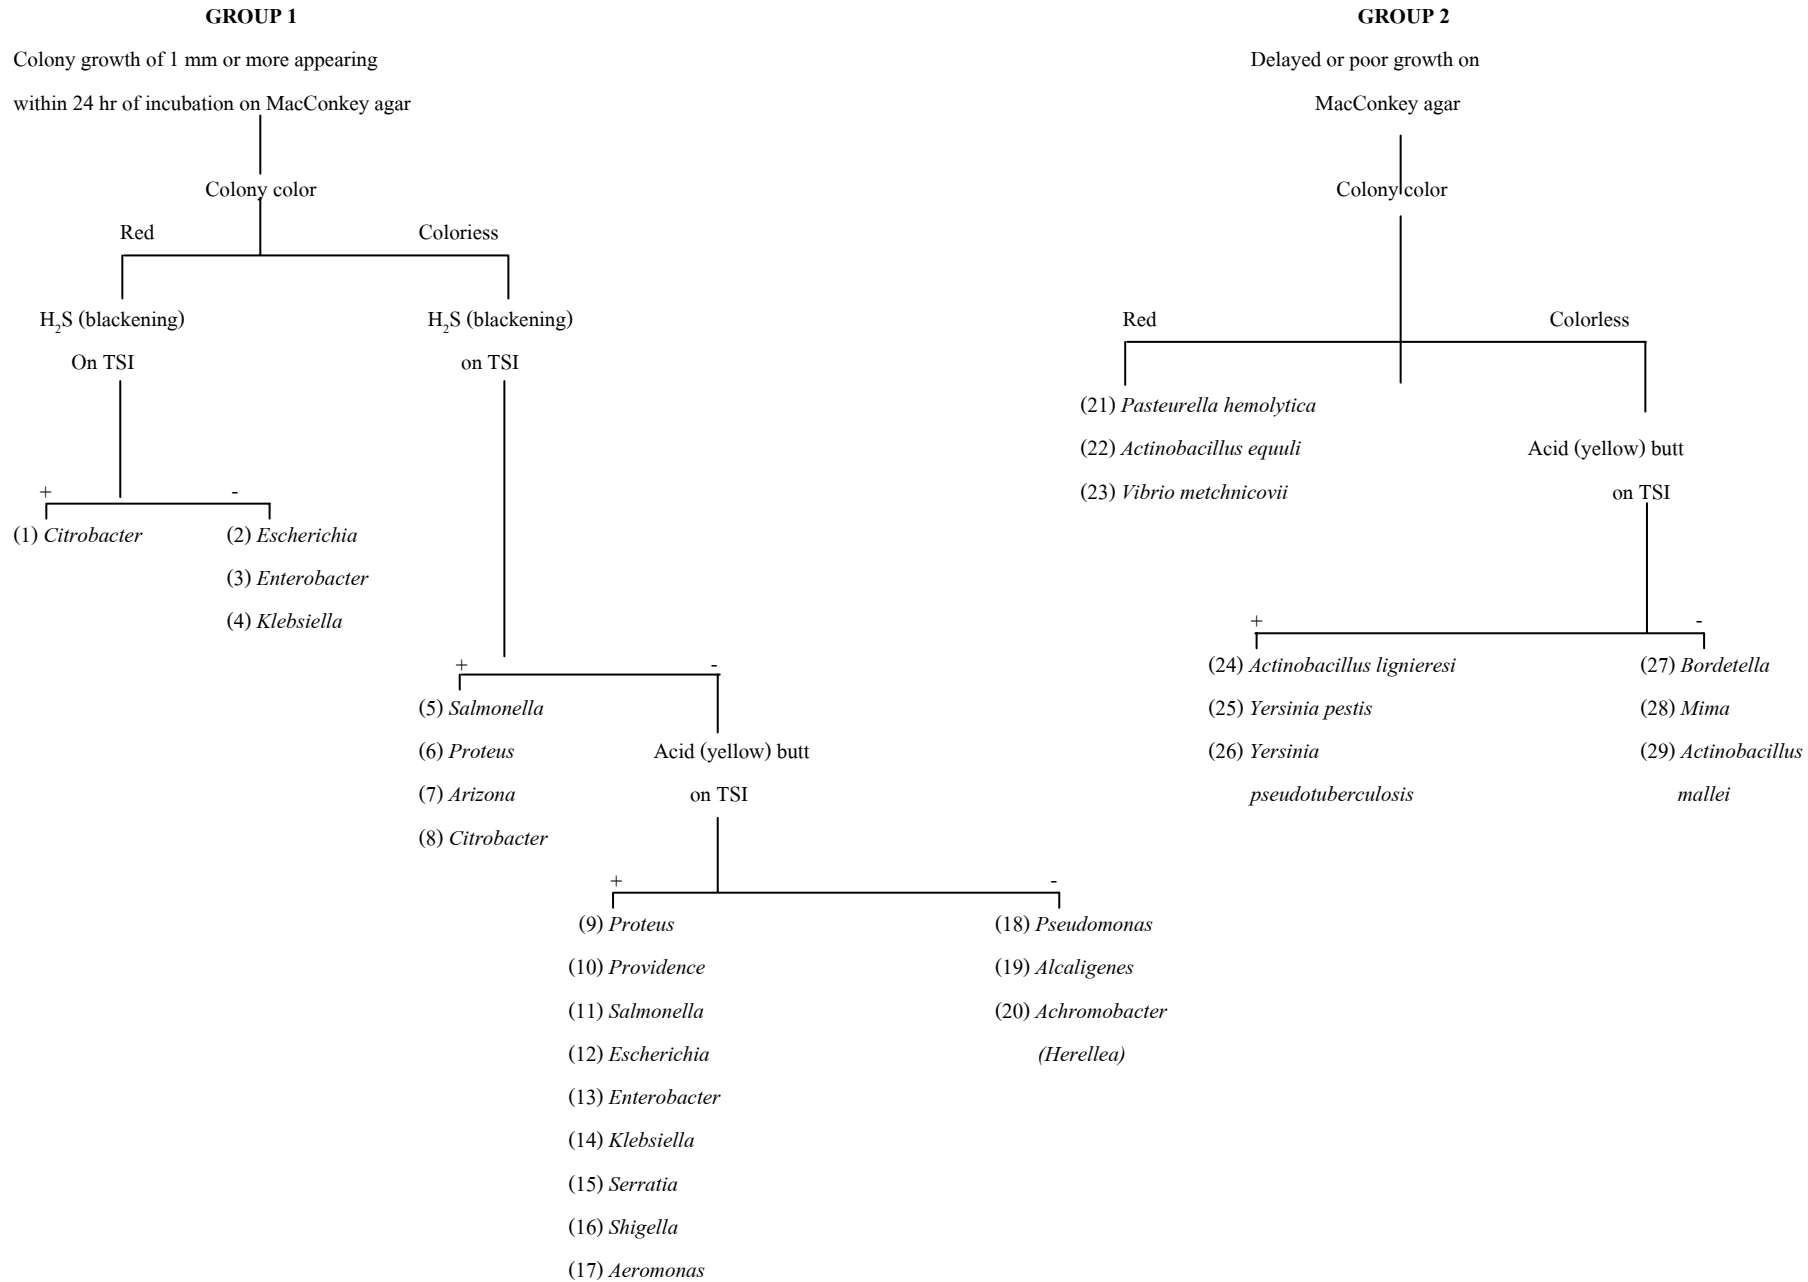 GROUP 1
Colony growth of 1 mm or more appearing
within 24 hr of incubation on MacConkey agar
Colony color
Red
Coloriess
H₂S (blackening)
On TSI
H₂S (blackening)
on TSI
+
-
(1) Citrobacter
(2) Escherichia
(3) Enterobacter
(4) Klebsiella
+
-
(5) Salmonella
(6) Proteus
(7) Arizona
(8) Citrobacter
Acid (yellow) butt
on TSI
+
-
(9) Proteus
(10) Providence
(11) Salmonella
(12) Escherichia
(13) Enterobacter
(14) Klebsiella
(15) Serratia
(16) Shigella
(17) Aeromonas
(18) Pseudomonas
(19) Alcaligenes
(20) Achromobacter
(Herellea)
GROUP 2
Delayed or poor growth on
MacConkey agar
Colony color
Red
Colorless
(21) Pasteurella hemolytica
(22) Actinobacillus equuli
(23) Vibrio metchnicovii
Acid (yellow) butt
on TSI
+
-
(24) Actinobacillus lignieresi
(25) Yersinia pestis
(26) Yersinia
pseudotuberculosis
(27) Bordetella
(28) Mima
(29) Actinobacillus
mallei